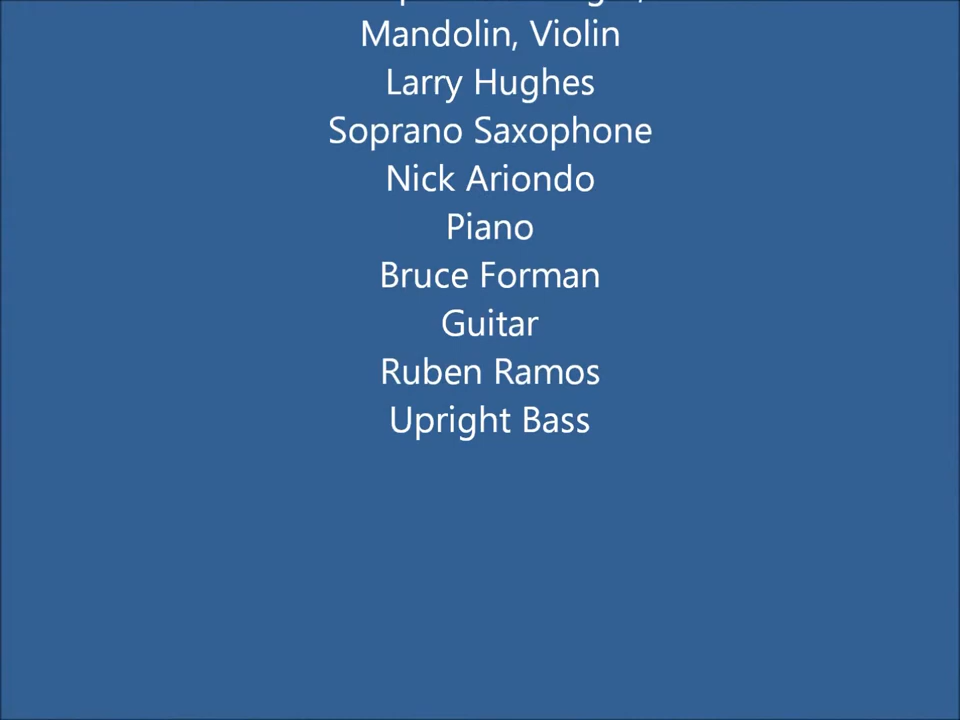 Mandolin, Violin
Larry Hughes
Soprano Saxophone
Nick Ariondo
Piano
Bruce Forman
Guitar
Ruben Ramos
Upright Bass